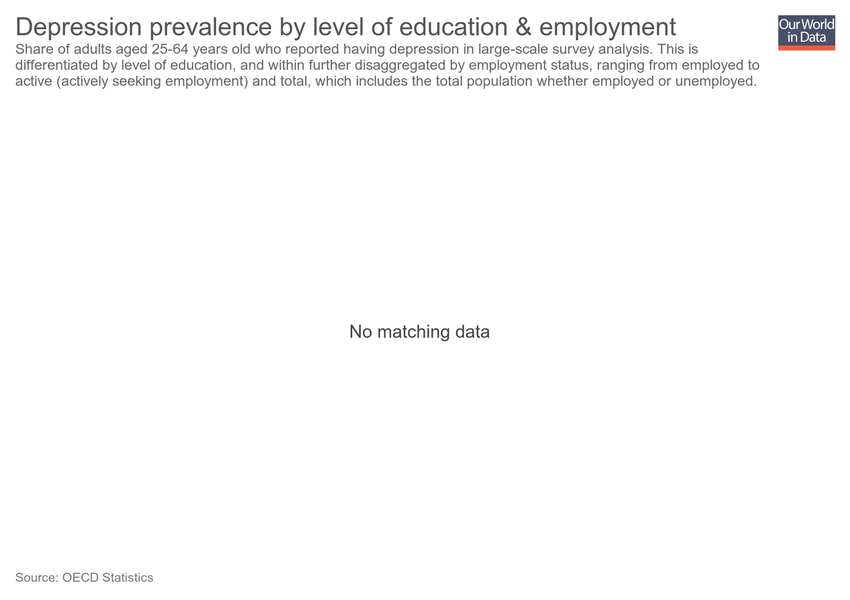 Depression prevalence by level of education & employment
Our World
in Data
Share of adults aged 25-64 years old who reported having depression in large-scale survey analysis. This is
differentiated by level of education, and within further disaggregated by employment status, ranging from employed to
active (actively seeking employment) and total, which includes the total population whether employed or unemployed.
No matching data
Source: OECD Statistics